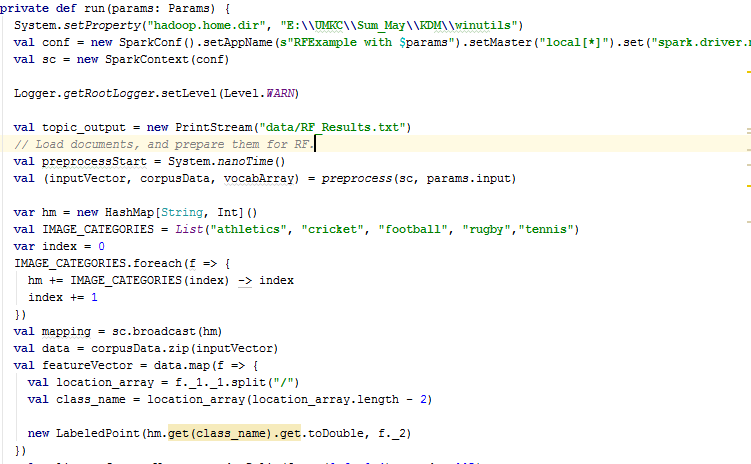 private def run(params: Params) {
  System.setProperty("hadoop.home.dir", "E:\\UMKC\\Sum_May\\KDM\\winutils")
  val conf = new SparkConf().setAppName(s"RFExample with $params").setMaster("local[*]").set("spark.driver.
  val sc = new SparkContext(conf)

  Logger.getRootLogger.setLevel(Level.WARN)

  val topic_output = new PrintStream("data/RF_Results.txt")
  // Load documents, and prepare them for RF.
  val preprocessStart = System.nanoTime()
  val (inputVector, corpusData, vocabArray) = preprocess(sc, params.input)

  var hm = new HashMap[String, Int]()
  val IMAGE_CATEGORIES = List("athletics", "cricket", "football", "rugby","tennis")
  var index = 0
  IMAGE_CATEGORIES.foreach(f => {
    hm += IMAGE_CATEGORIES(index) -> index
    index += 1
  })
  val mapping = sc.broadcast(hm)
  val data = corpusData.zip(inputVector)
  val featureVector = data.map(f => {
    val location_array = f._1._1.split("/")
    val class_name = location_array(location_array.length - 2)

    new LabeledPoint(hm.get(class_name).get.toDouble, f._2)
  })